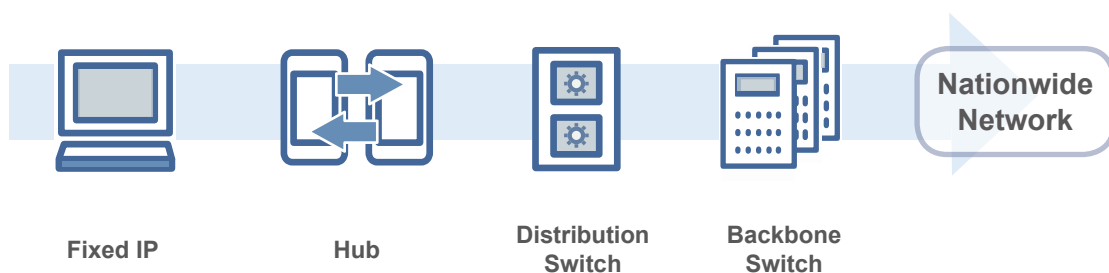 Nationwide
Network
Fixed IP
Hub
Distribution
Switch
Backbone
Switch